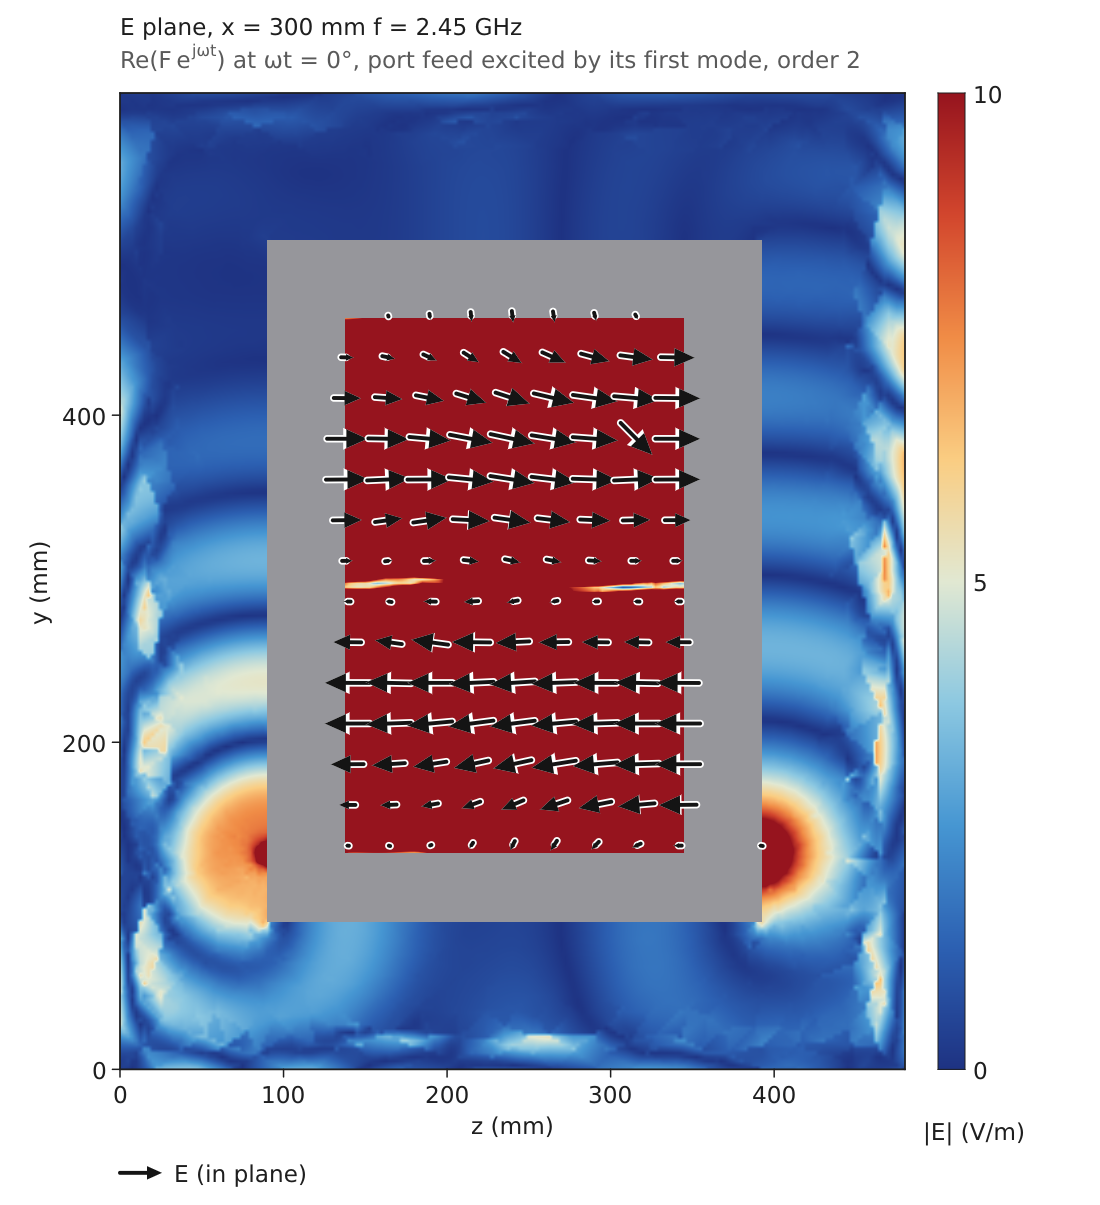 E plane, x = 300 mm f = 2.45 GHz
Re(F e^jωt) at ωt = 0°, port feed excited by its first mode, order 2
10
5
0
|E| (V/m)
400
200
0
y (mm)
0 100 200 300 400
z (mm)
E (in plane)